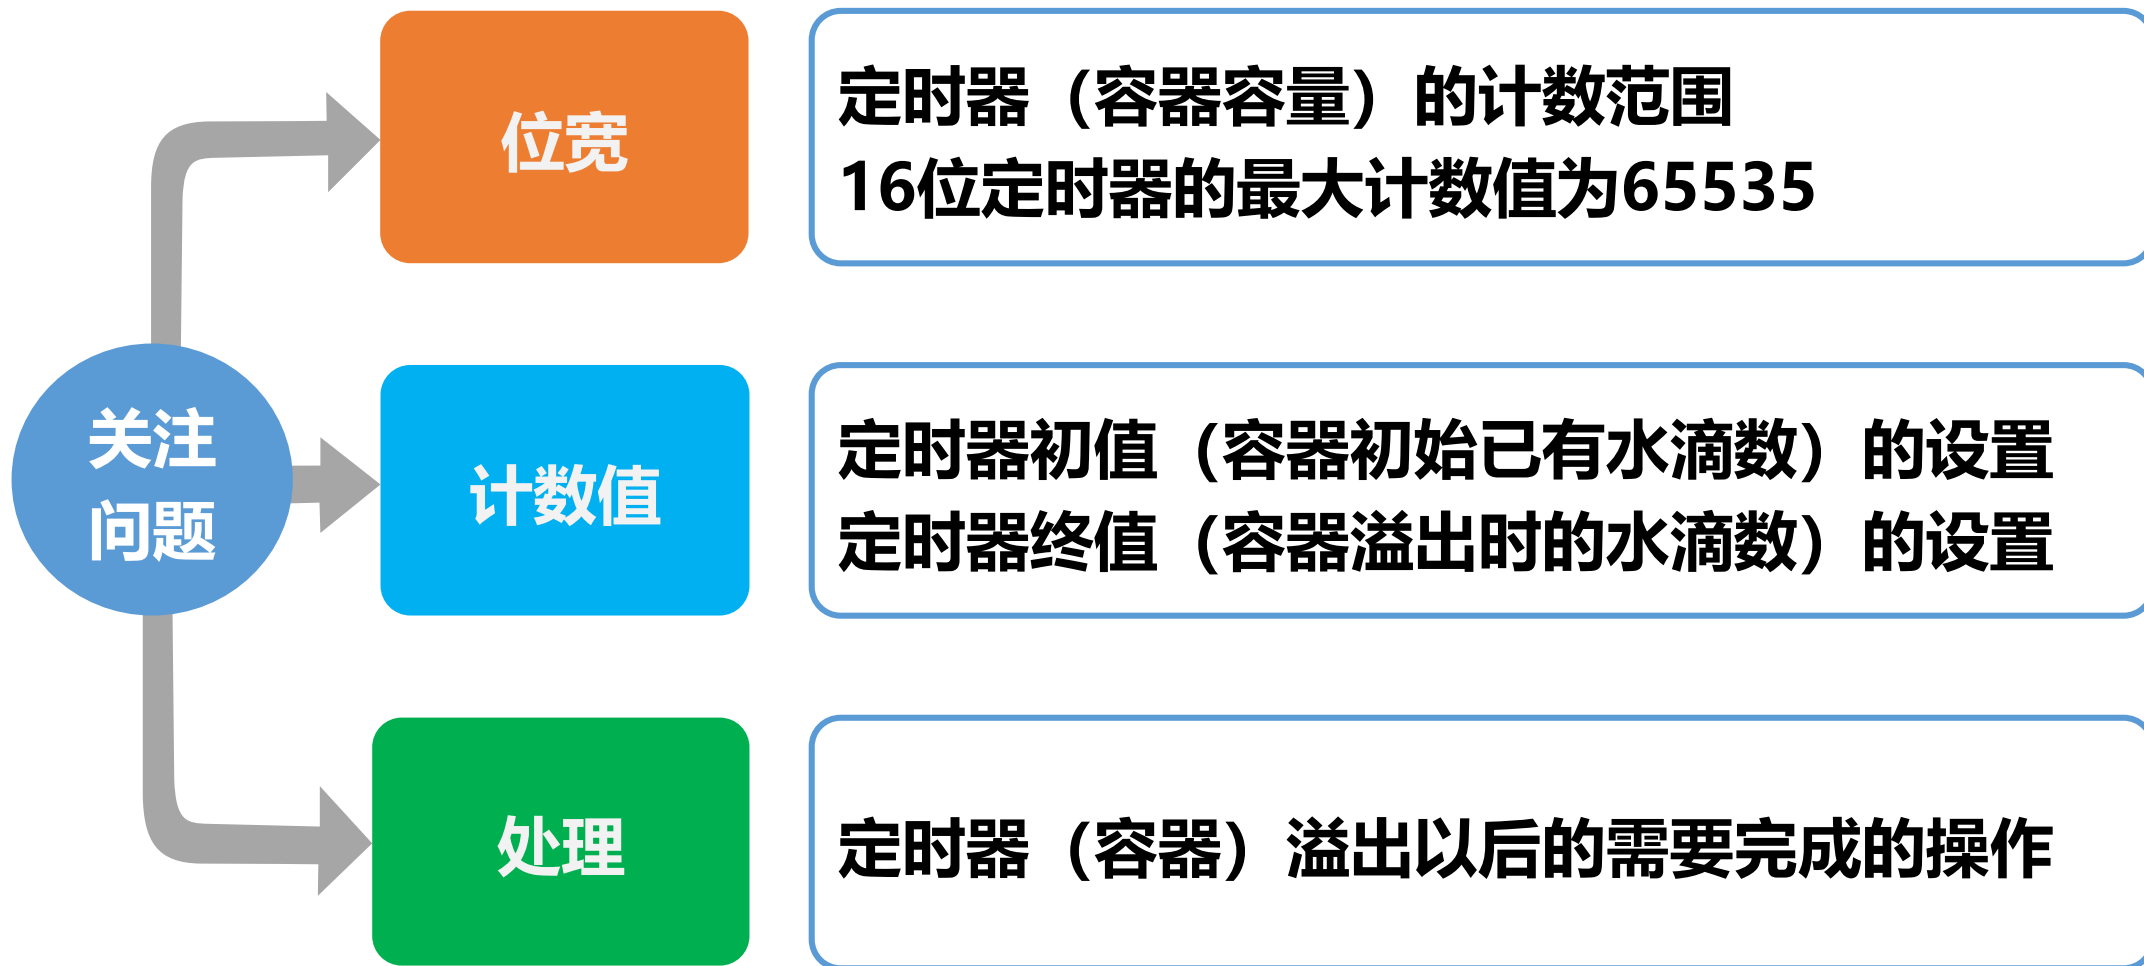 关注
问题
位宽
定时器（容器容量）的计数范围
16位定时器的最大计数值为65535
计数值
定时器初值（容器初始已有水滴数）的设置
定时器终值（容器溢出时的水滴数）的设置
处理
定时器（容器）溢出以后的需要完成的操作